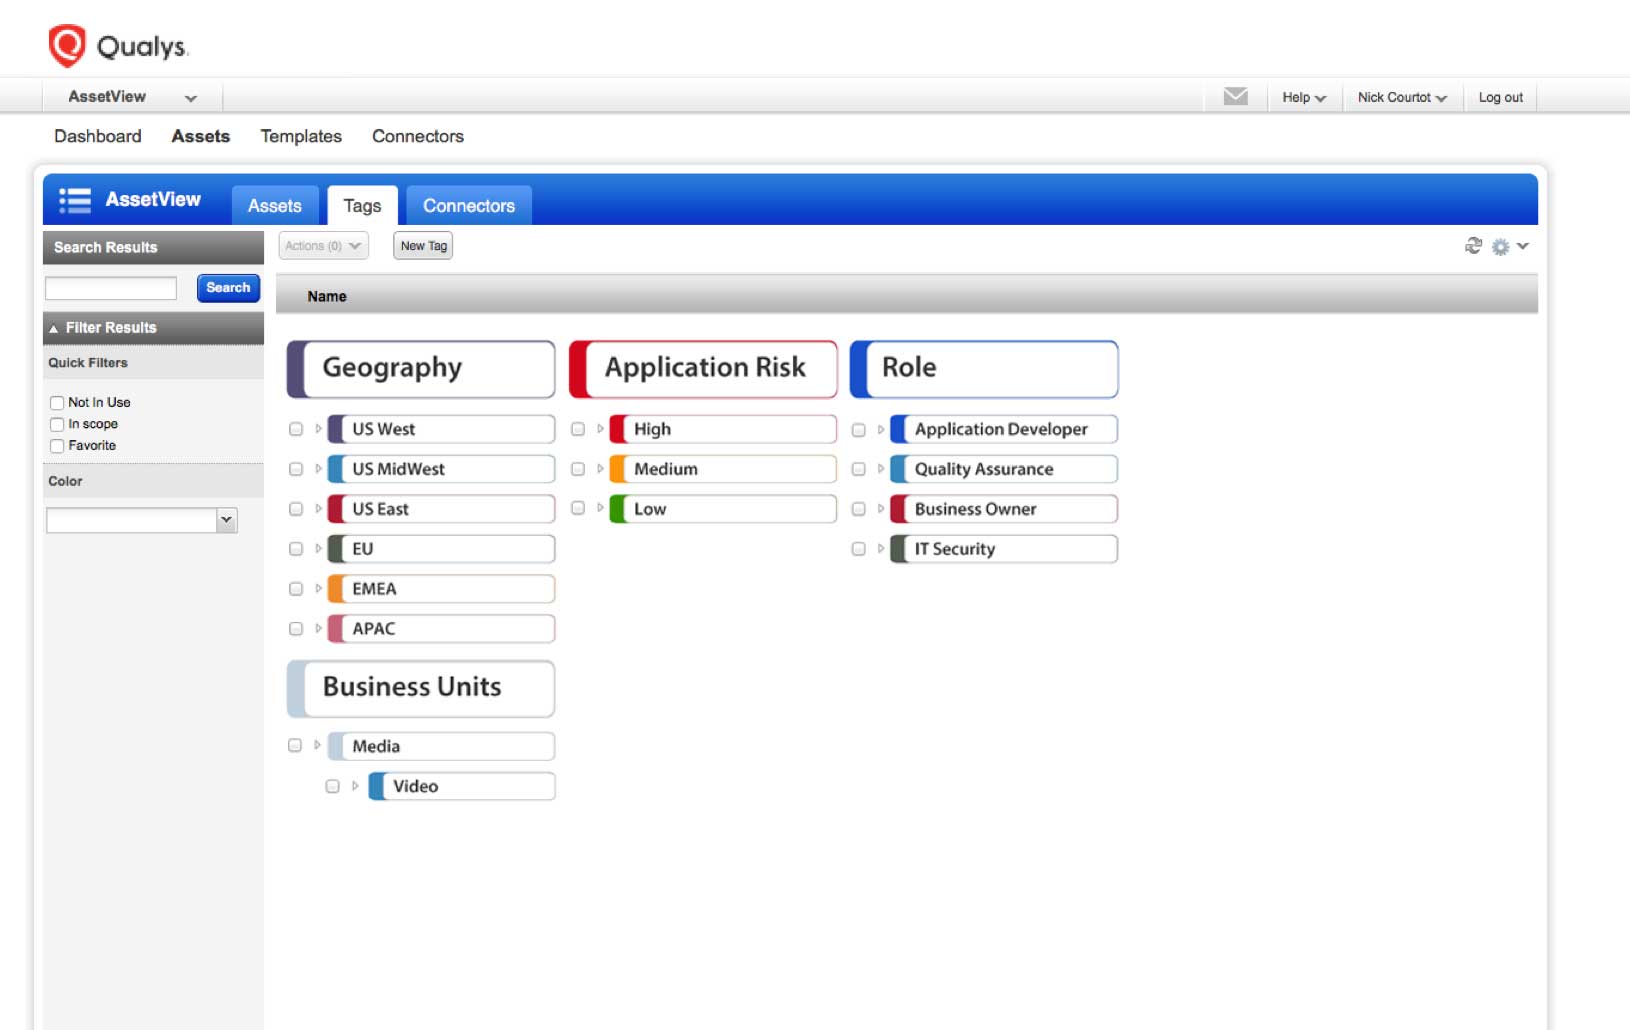 Qualys.
AssetView
Help
Nick Courtot
Log out
Dashboard Assets Templates Connectors
AssetView Assets Tags Connectors
Search Results
Actions (0) New Tag
Search
Name
Filter Results
Quick Filters
Not In Use
In scope
Favorite
Color
Geography
US West
US MidWest
US East
EU
EMEA
APAC
Business Units
Media
Video
Application Risk
High
Medium
Low
Role
Application Developer
Quality Assurance
Business Owner
IT Security